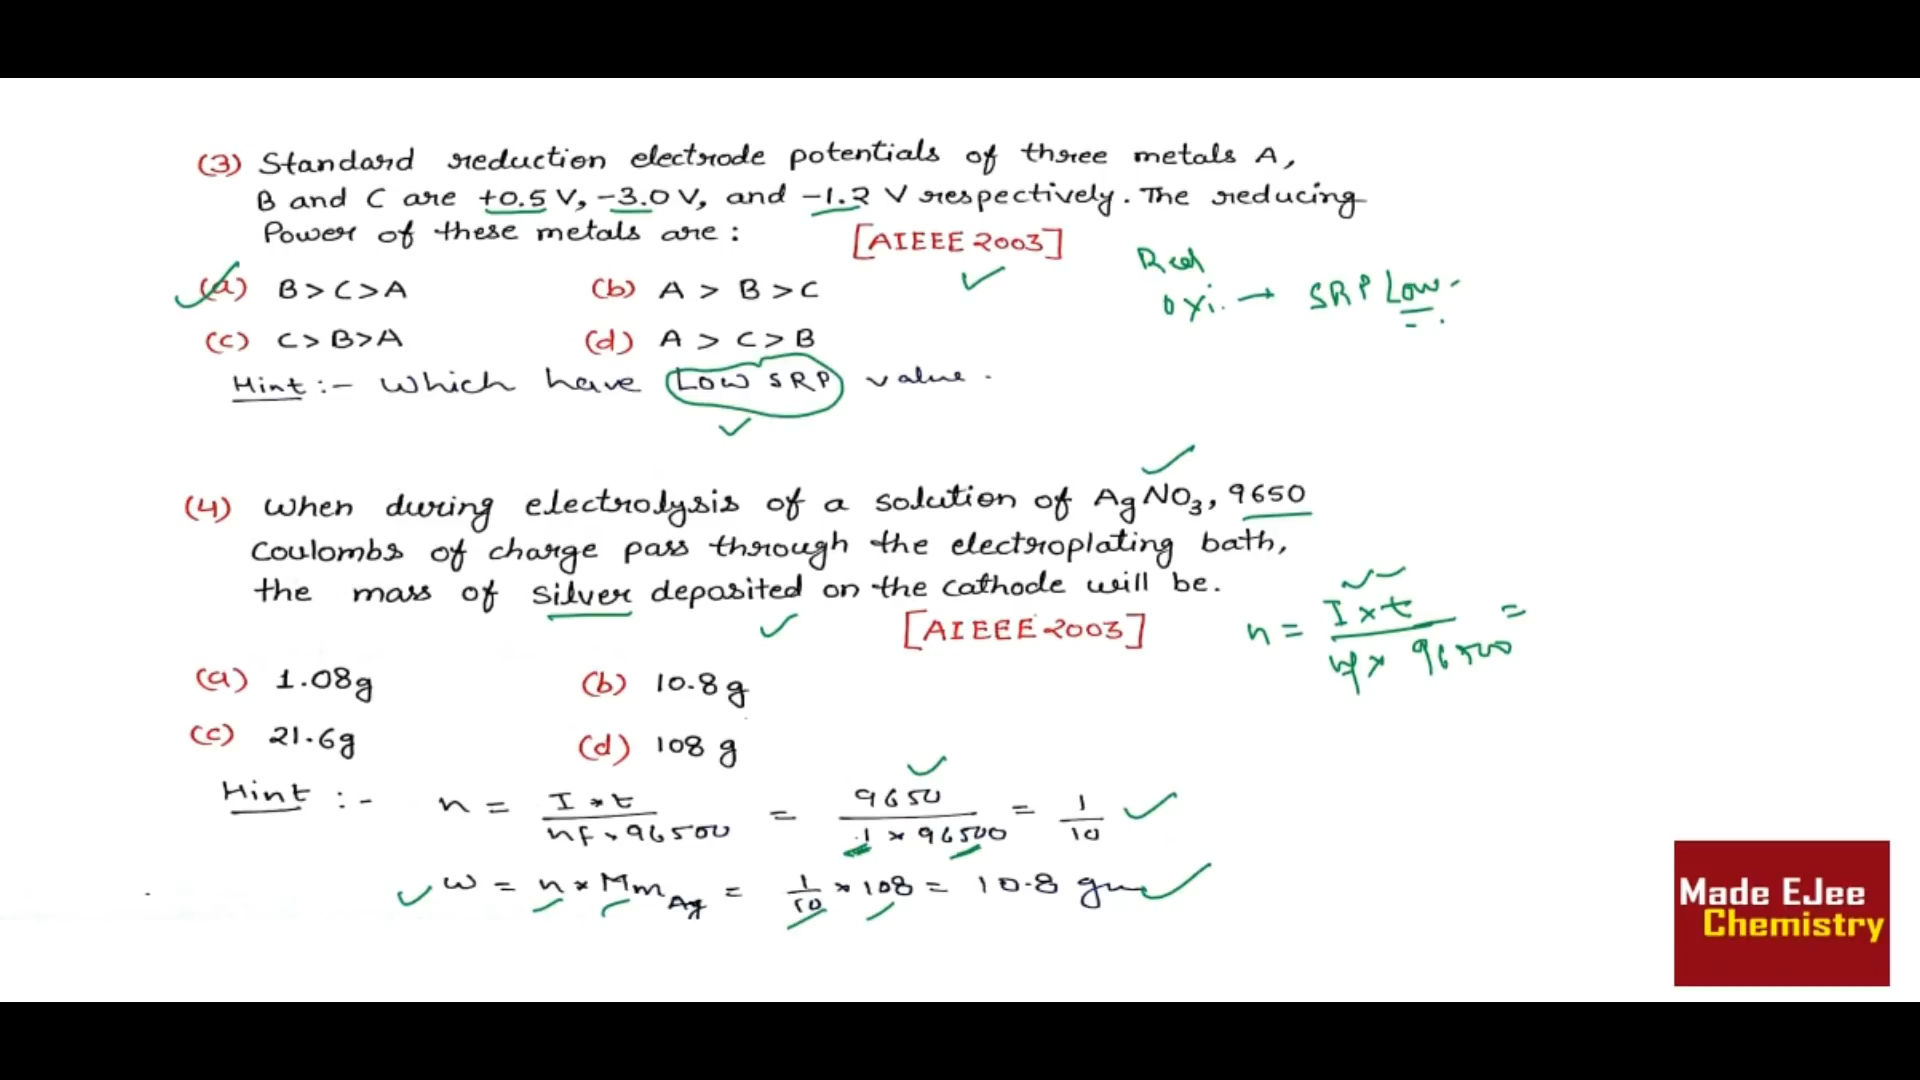 (3) Standard reduction electrode potentials of three metals A,
B and C are +0.5 V, -3.0 V, and -1.2 V respectively. The reducing
Power of these metals are :
[AIEEE 2003]
(a) B > C > A
(b) A > B > C
(c) C > B > A
(d) A > C > B
Red
oxi. → SRP Low.
Hint :- Which have Low SRP value.
(4) When during electrolysis of a solution of AgNO3, 9650
Coulombs of charge pass through the electroplating bath,
the mass of silver deposited on the cathode will be.
[AIEEE 2003]
n = I×t / nf × 96500 =
(a) 1.08g
(b) 10.8 g
(c) 21.6g
(d) 108 g
Hint :- n = I × t / nf × 96500 = 9650 / 1 × 96500 = 1/10
w = n × Mm Ag = 1/10 × 108 = 10.8 gm
Made EJee
Chemistry